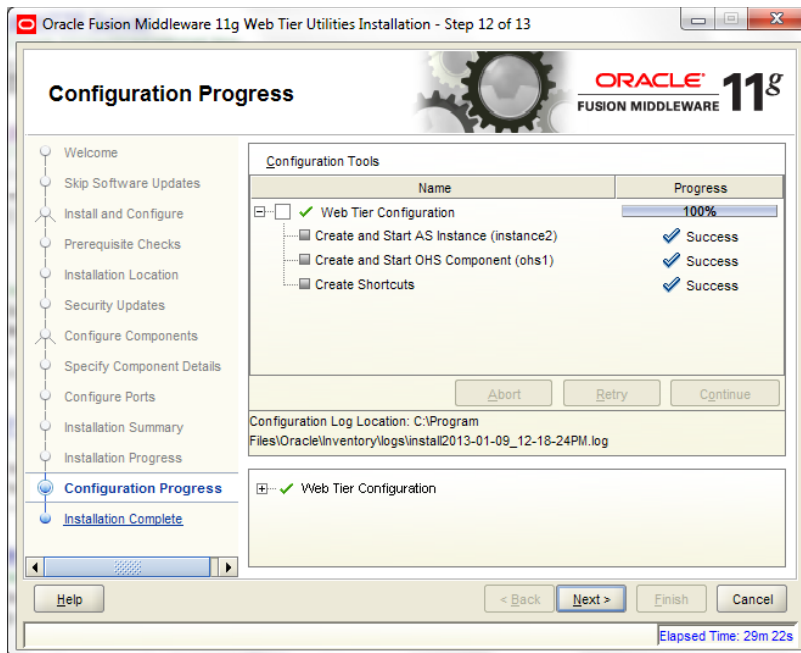 Oracle Fusion Middleware 11g Web Tier Utilities Installation - Step 12 of 13
Configuration Progress
ORACLE
FUSION MIDDLEWARE
11g
Welcome
Skip Software Updates
Install and Configure
Prerequisite Checks
Installation Location
Security Updates
Configure Components
Specify Component Details
Configure Ports
Installation Summary
Installation Progress
Configuration Progress
Installation Complete
Configuration Tools
Name Progress
Web Tier Configuration 100%
Create and Start AS Instance (instance2) Success
Create and Start OHS Component (ohs1) Success
Create Shortcuts Success
Abort Retry Continue
Configuration Log Location: C:\Program
Files\Oracle\Inventory\logs\install2013-01-09_12-18-24PM.log
Web Tier Configuration
Help < Back Next > Finish Cancel
Elapsed Time: 29m 22s